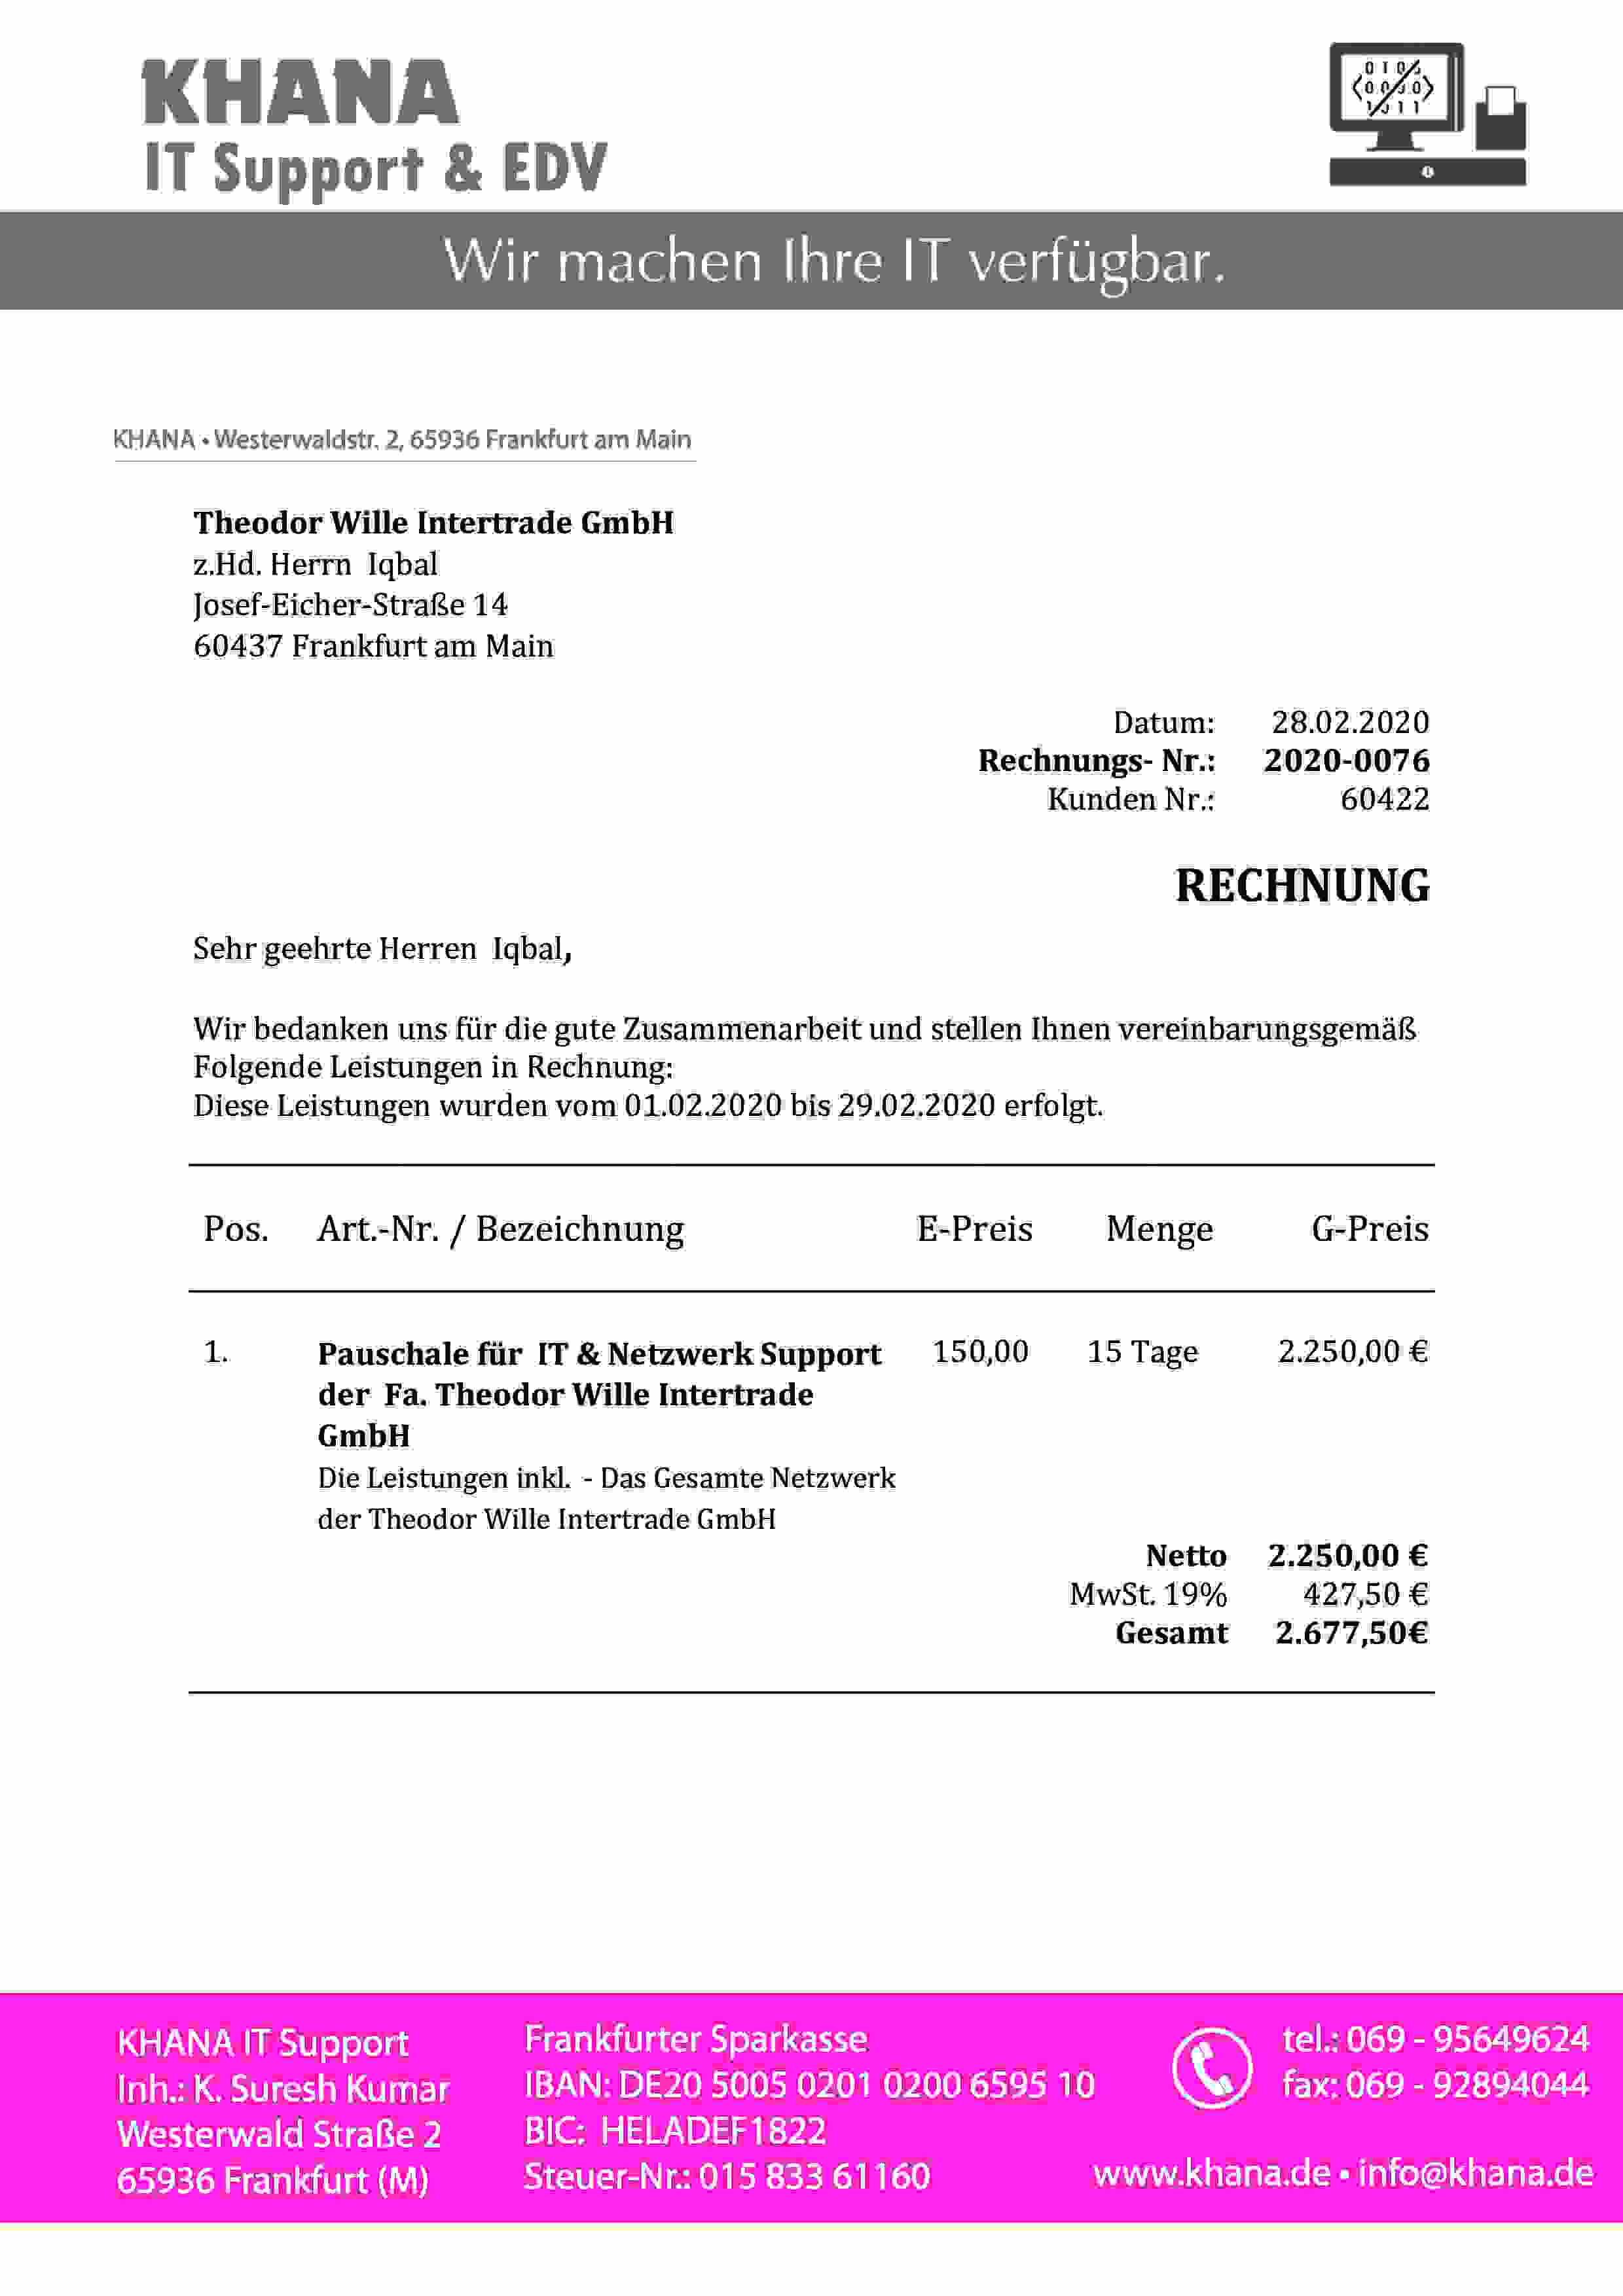 KHANA
IT Support & EDV
Wir machen Ihre IT verfügbar.
KHANA • Westerwaldstr. 2, 65936 Frankfurt am Main
Theodor Wille Intertrade GmbH
z.Hd. Herrn Iqbal
Josef-Eicher-Straße 14
60437 Frankfurt am Main
Datum: 28.02.2020
Rechnungs- Nr.: 2020-0076
Kunden Nr.: 60422
RECHNUNG
Sehr geehrte Herren Iqbal,
Wir bedanken uns für die gute Zusammenarbeit und stellen Ihnen vereinbarungsgemäß
Folgende Leistungen in Rechnung:
Diese Leistungen wurden vom 01.02.2020 bis 29.02.2020 erfolgt.
Pos. Art.-Nr. / Bezeichnung E-Preis Menge G-Preis
1. Pauschale für IT & Netzwerk Support 150,00 15 Tage 2.250,00 €
der Fa. Theodor Wille Intertrade
GmbH
Die Leistungen inkl. - Das Gesamte Netzwerk
der Theodor Wille Intertrade GmbH
Netto 2.250,00 €
MwSt. 19% 427,50 €
Gesamt 2.677,50€
KHANA IT Support
Inh.: K. Suresh Kumar
Westerwald Straße 2
65936 Frankfurt (M)
Frankfurter Sparkasse
IBAN: DE20 5005 0201 0200 6595 10
BIC: HELADEF1822
Steuer-Nr.: 015 833 61160
tel.: 069 - 95649624
fax: 069 - 92894044
www.khana.de • info@khana.de